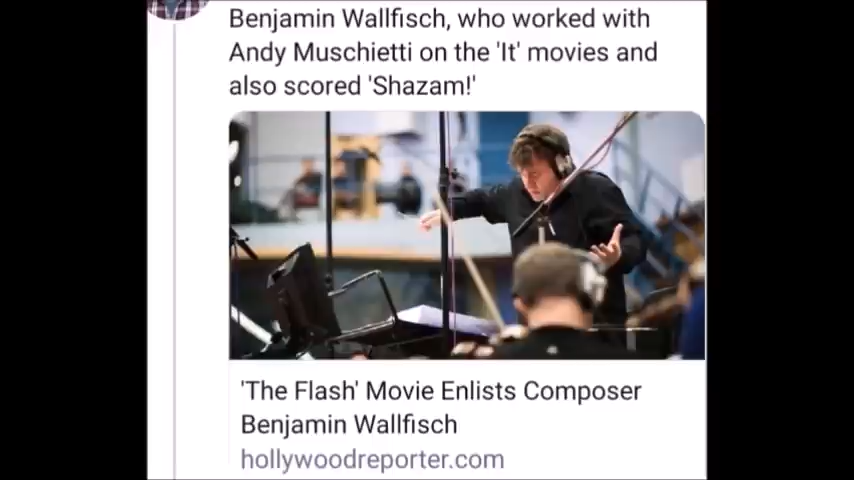 Benjamin Wallfisch, who worked with
Andy Muschietti on the 'It' movies and
also scored 'Shazam!'
'The Flash' Movie Enlists Composer
Benjamin Wallfisch
hollywoodreporter.com